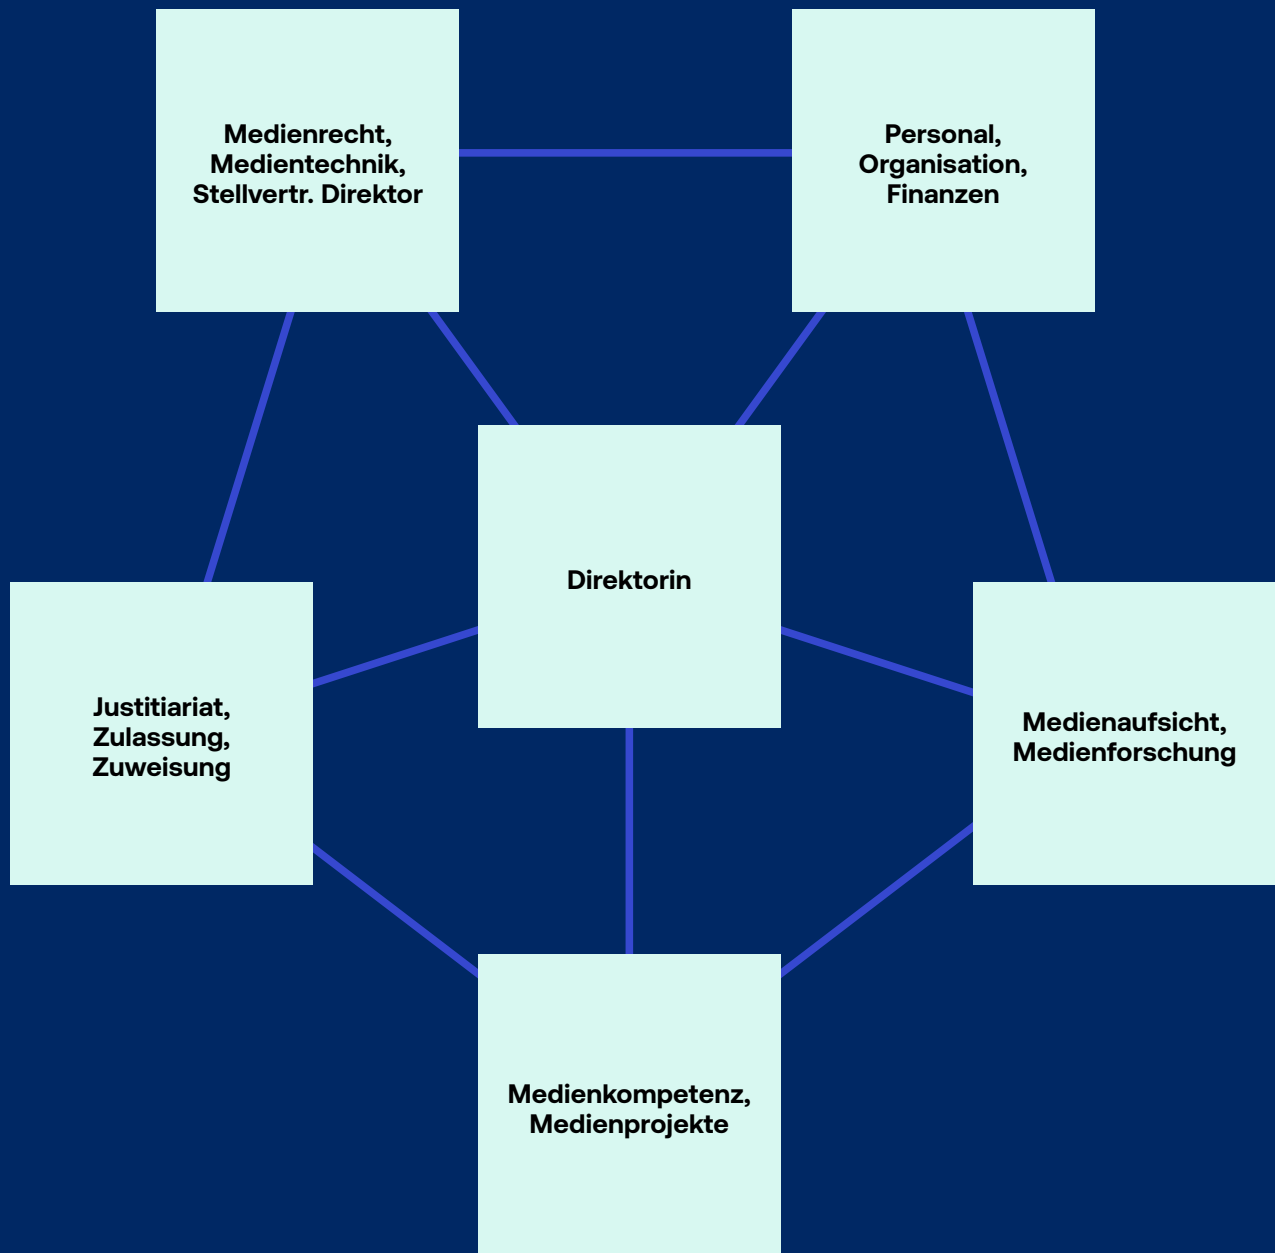 Medienrecht,
Medientechnik,
Stellvertr. Direktor
Personal,
Organisation,
Finanzen
Direktorin
Justitiariat,
Zulassung,
Zuweisung
Medienaufsicht,
Medienforschung
Medienkompetenz,
Medienprojekte